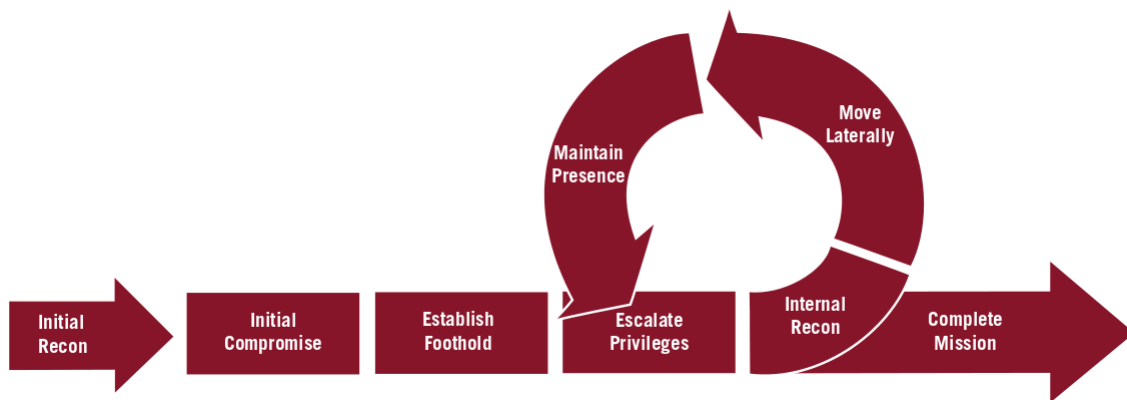 Maintain
Presence
Move
Laterally
Initial
Recon
Initial
Compromise
Establish
Foothold
Escalate
Privileges
Internal
Recon
Complete
Mission